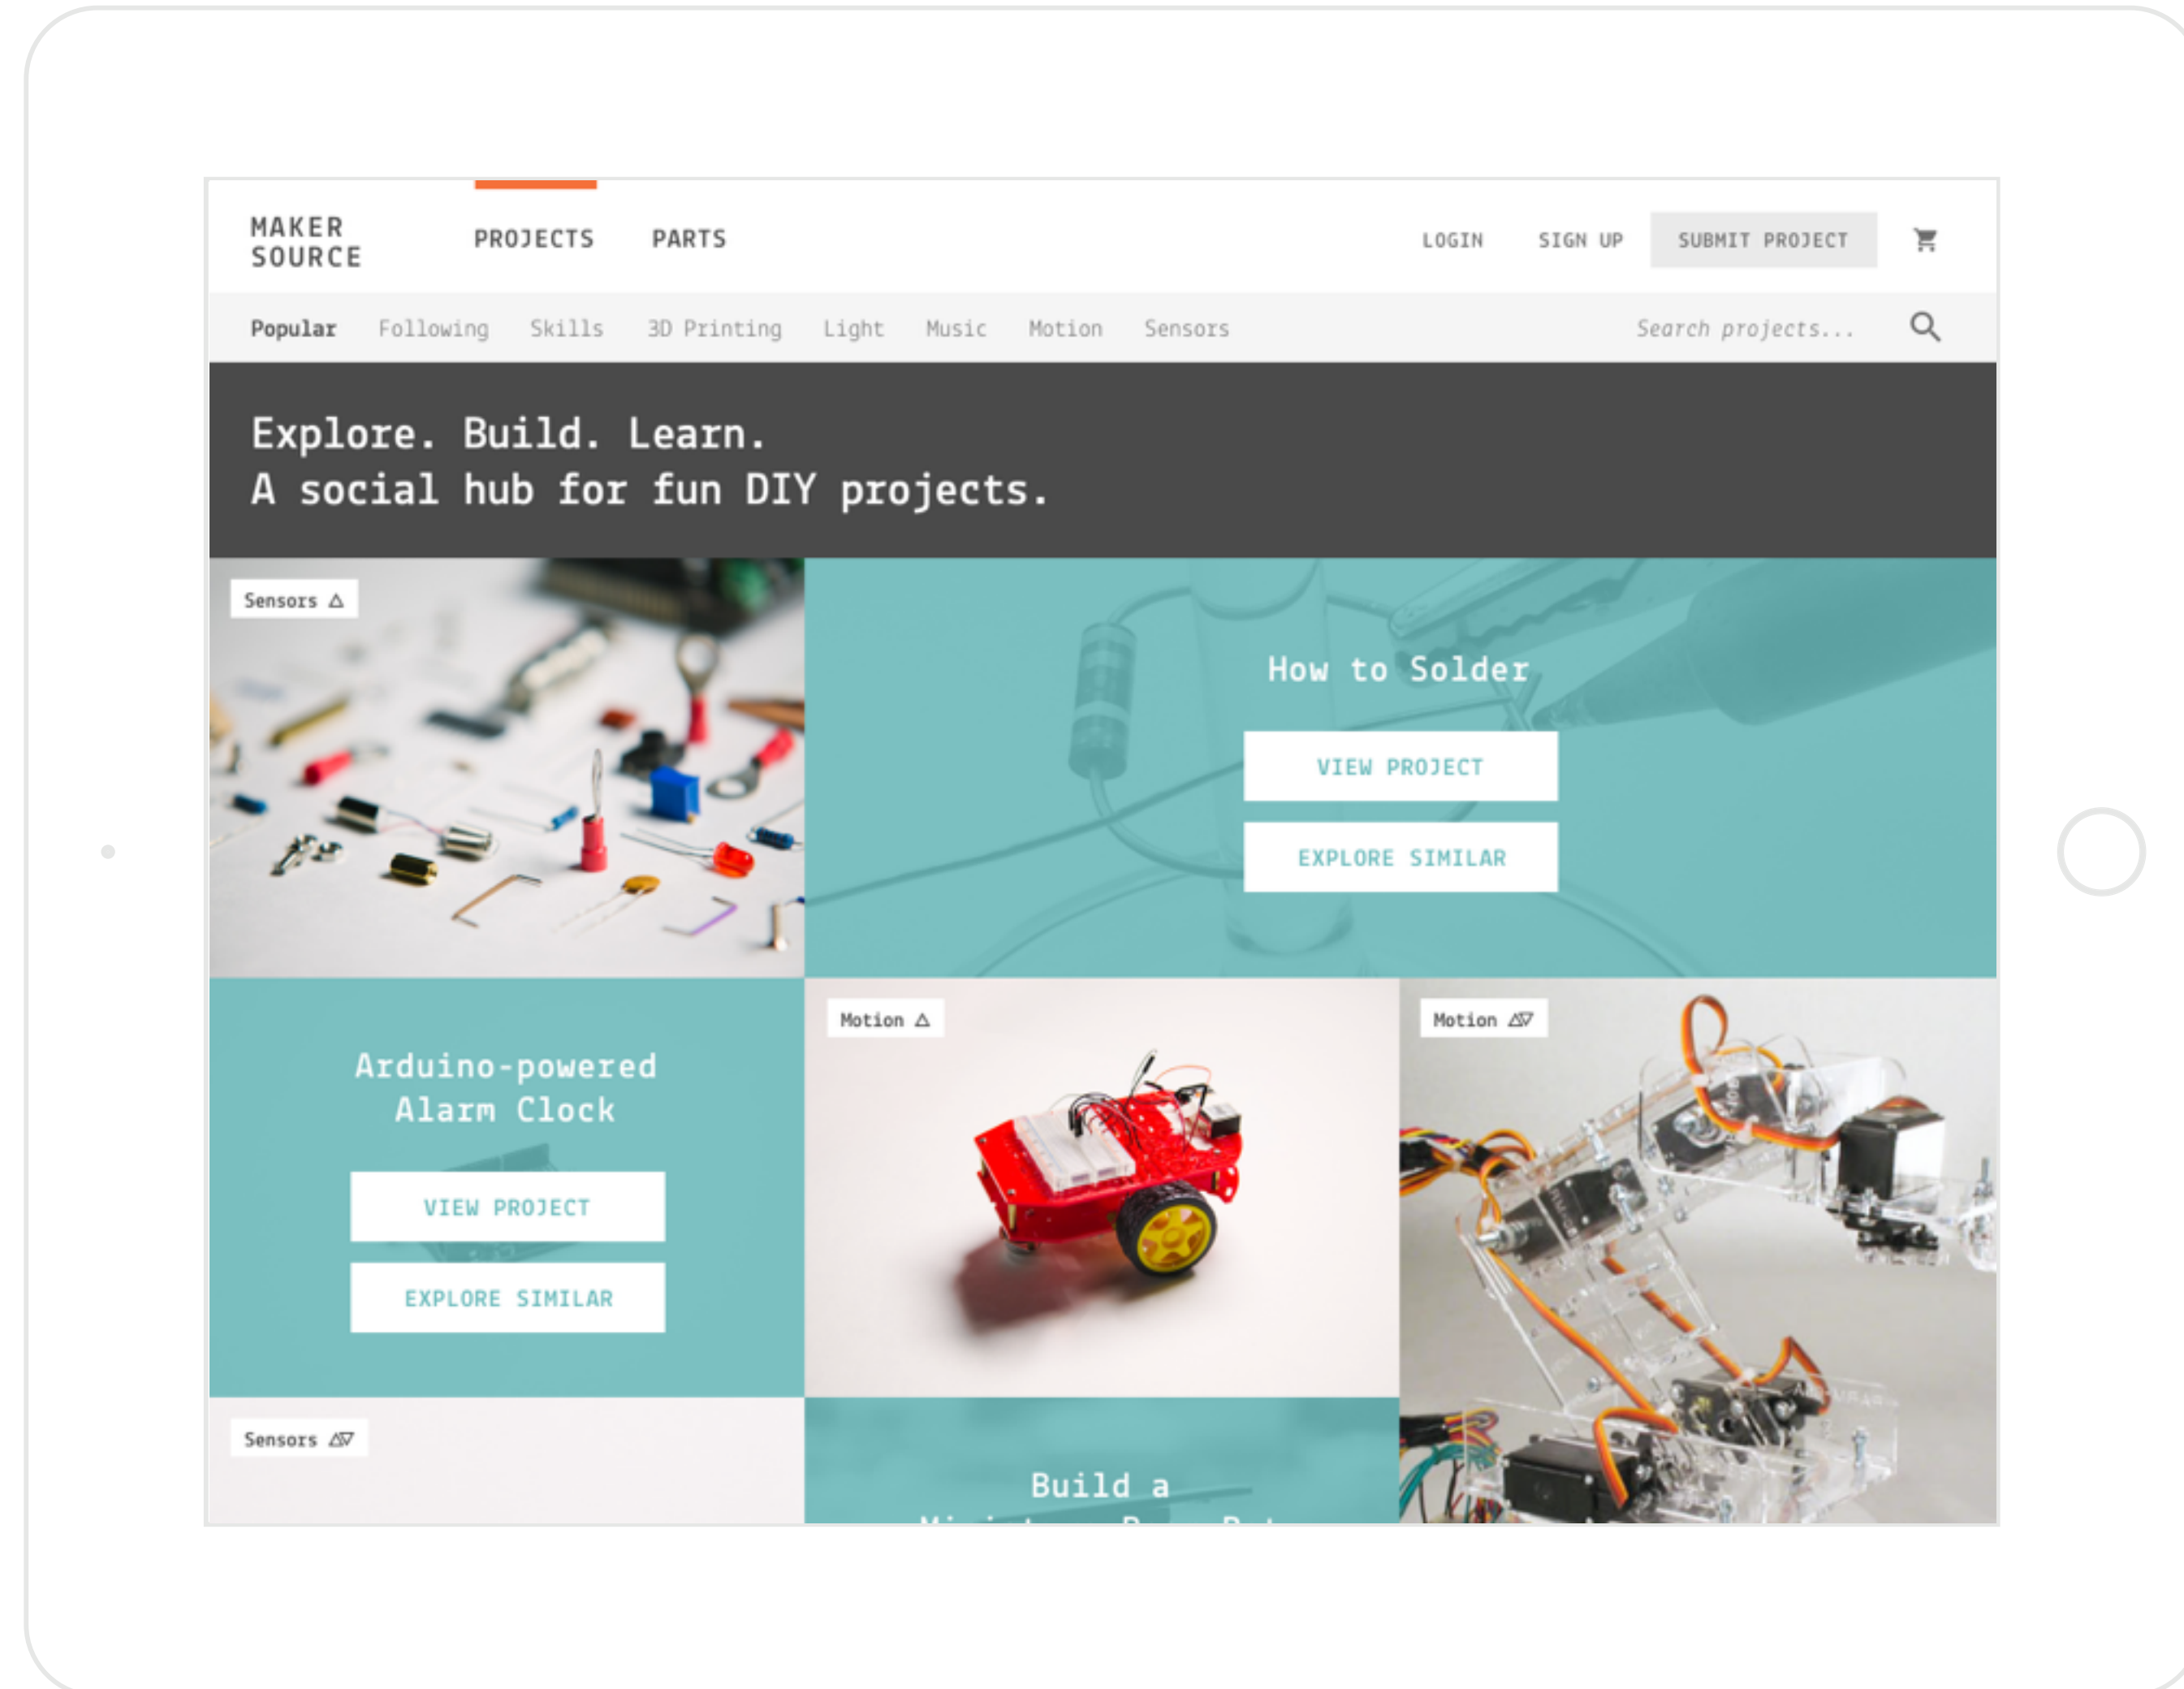 MAKER
SOURCE
PROJECTS
PARTS
LOGIN
SIGN UP
SUBMIT PROJECT
Popular
Following
Skills
3D Printing
Light
Music
Motion
Sensors
Search projects...
Explore. Build. Learn.
A social hub for fun DIY projects.
Sensors △
How to Solder
VIEW PROJECT
EXPLORE SIMILAR
Arduino-powered
Alarm Clock
VIEW PROJECT
EXPLORE SIMILAR
Motion △
Motion △▽
Sensors △▽
Build a